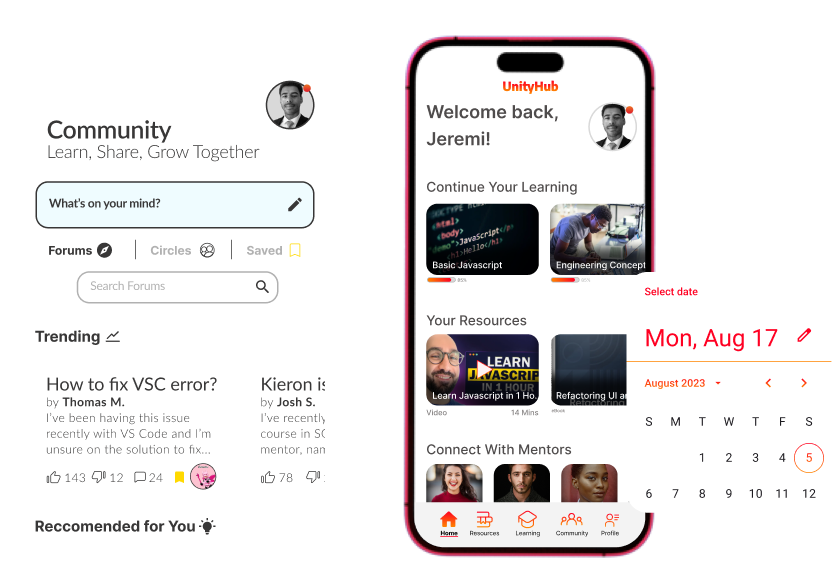 Community
Learn, Share, Grow Together
What's on your mind?
Forums
Circles
Saved
Search Forums
Trending
How to fix VSC error?
by Thomas M.
I've been having this issue
recently with VS Code and I'm
unsure on the solution to fix...
143
12
24
Kieron is
by Josh S.
I've recently
course in SC
mentor, nam
78
Reccomended for You
UnityHub
Welcome back,
Jeremi!
Continue Your Learning
<html>
<body>
Basic Javascript
85%
Engineering Concept
85%
Your Resources
LEARN
JAVASCRIP
IN 1 HOUR
Learn Javascript in 1 Ho..
Video
14 Mins
Refactoring UI a
eBook
Connect With Mentors
Home
Resources
Learning
Community
Profile
Select date
Mon, Aug 17
August 2023
S M T W T F S
1 2 3 4 5
6 7 8 9 10 11 12